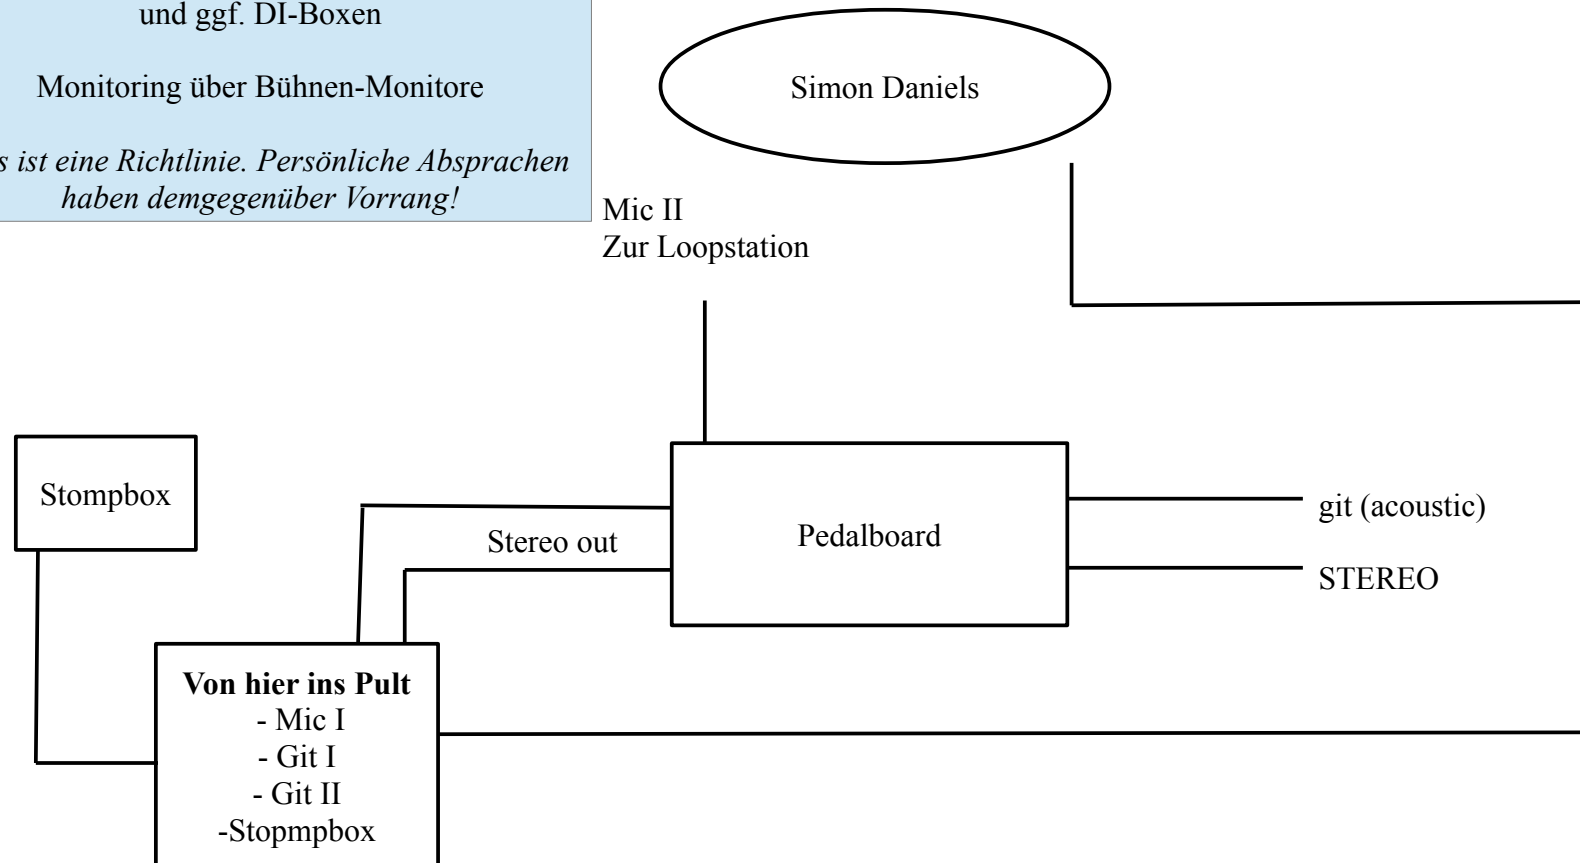 und ggf. DI-Boxen
Monitoring über Bühnen-Monitore
s ist eine Richtlinie. Persönliche Absprachen
haben demgegenüber Vorrang!
Simon Daniels
Mic II
Zur Loopstation
Stompbox
Stereo out
Pedalboard
git (acoustic)
STEREO
Von hier ins Pult
- Mic I
- Git I
- Git II
-Stopmpbox